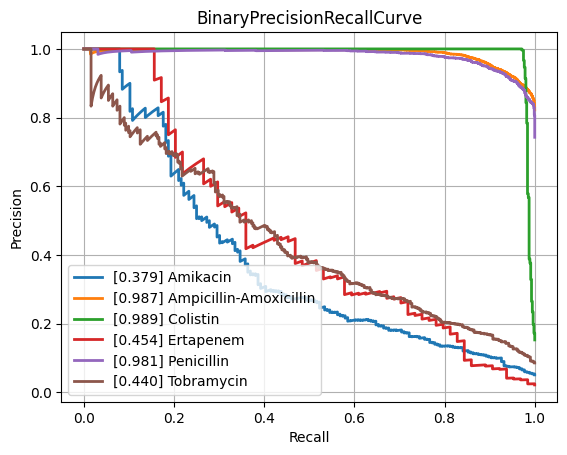 BinaryPrecisionRecallCurve
1.0
0.8
0.6
0.4
0.2
0.0
Precision
[0.379] Amikacin
[0.987] Ampicillin-Amoxicillin
[0.989] Colistin
[0.454] Ertapenem
[0.981] Penicillin
[0.440] Tobramycin
0.0 0.2 0.4 0.6 0.8 1.0
Recall